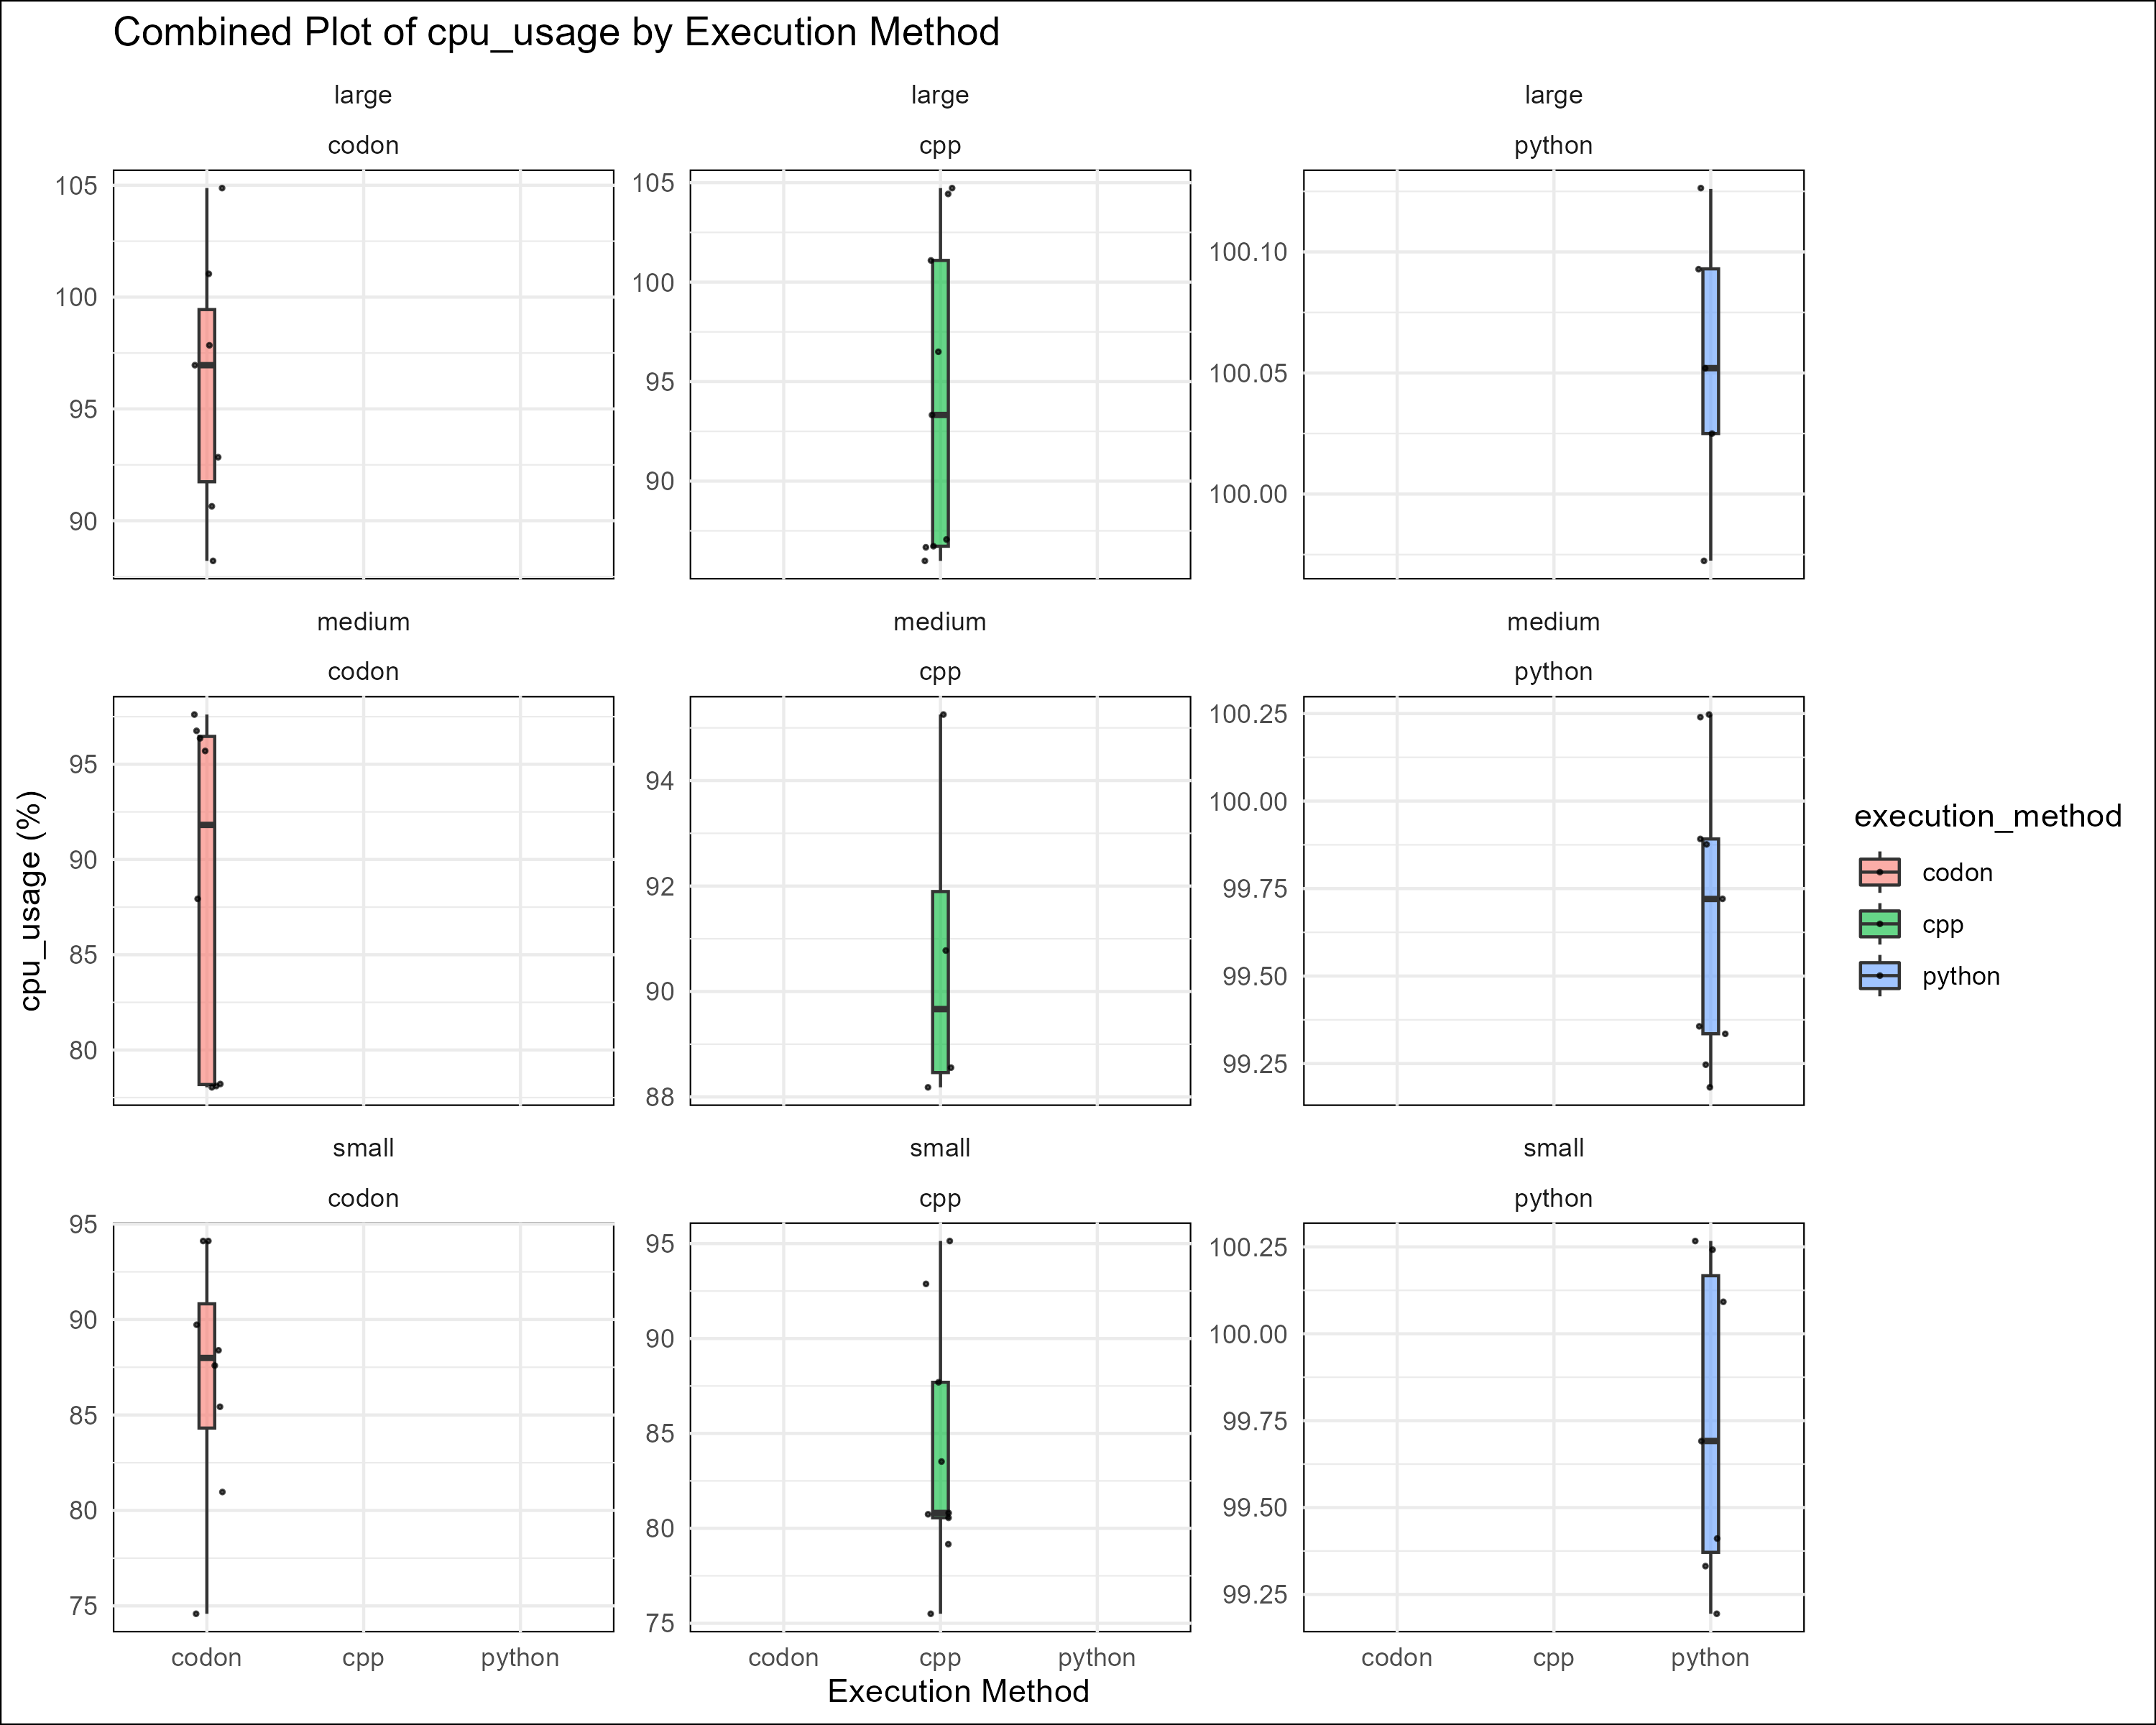 Combined Plot of cpu_usage by Execution Method
large
codon
large
cpp
large
python
105
100
95
90
105
100
95
90
100.10
100.05
100.00
medium
codon
medium
cpp
medium
python
95
90
85
80
94
92
90
88
100.25
100.00
99.75
99.50
99.25
small
codon
small
cpp
small
python
95
90
85
80
75
95
90
85
80
75
100.25
100.00
99.75
99.50
99.25
codon cpp python
codon cpp python
codon cpp python
Execution Method
cpu_usage (%)
execution_method
codon
cpp
python